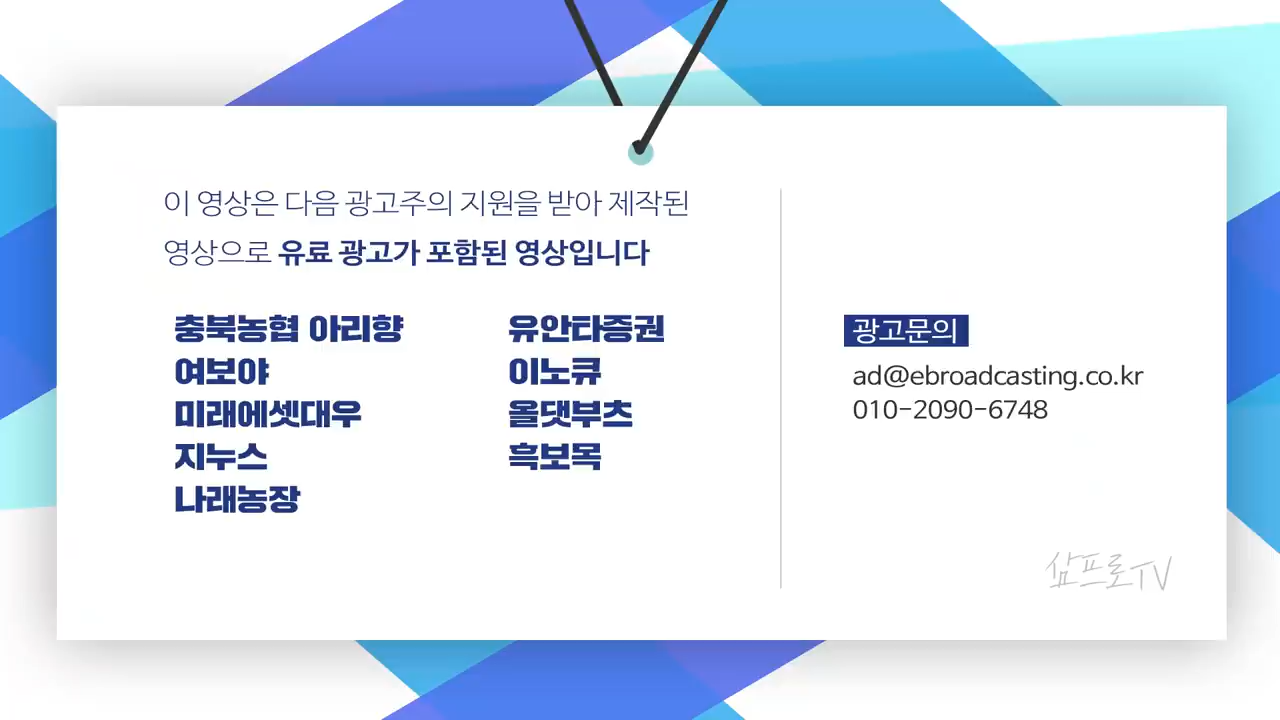 이 영상은 다음 광고주의 지원을 받아 제작된
영상으로 유료 광고가 포함된 영상입니다
충북농협 아리향
여보야
미래에셋대우
지누스
나래농장
유안타증권
이노큐
올댓부츠
흑보목
광고문의
ad@ebroadcasting.co.kr
010-2090-6748
삼프로TV